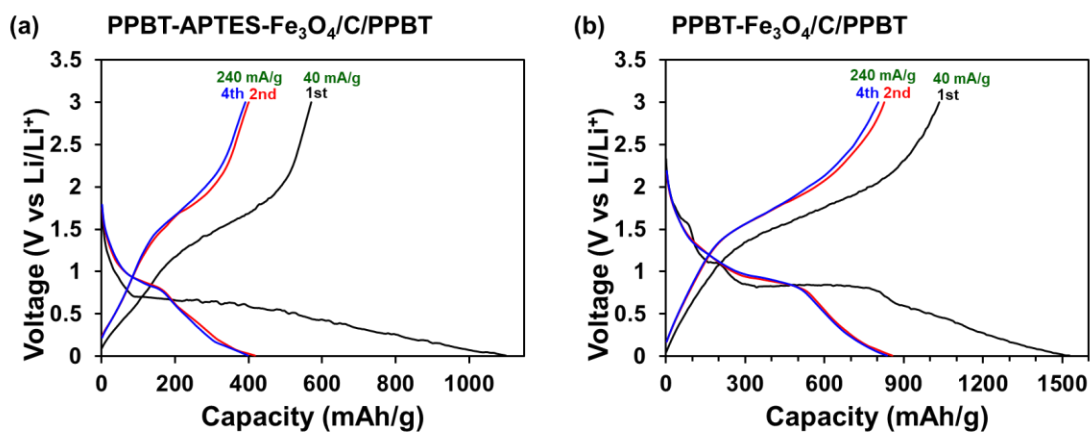 (a) PPBT-APTES-Fe₃O₄/C/PPBT
3.5
3
2.5
2
1.5
1
0.5
0
Voltage (V vs Li/Li⁺)
240 mA/g 40 mA/g
4th 2nd 1st
0 200 400 600 800 1000
Capacity (mAh/g)
(b) PPBT-Fe₃O₄/C/PPBT
3.5
3
2.5
2
1.5
1
0.5
0
Voltage (V vs Li/Li⁺)
240 mA/g 40 mA/g
4th 2nd 1st
0 300 600 900 1200 1500
Capacity (mAh/g)